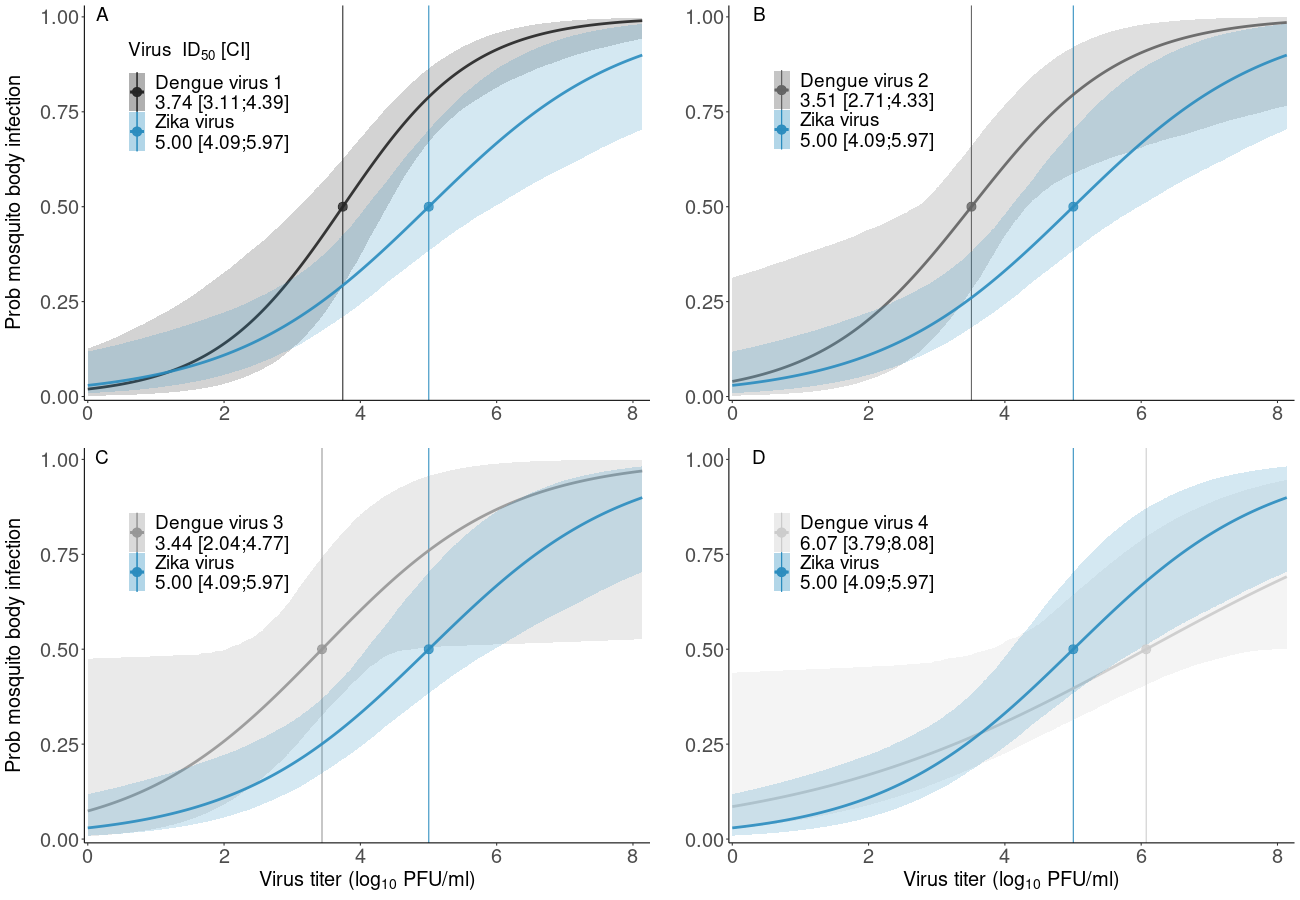 A
Virus ID50 [CI]
Dengue virus 1
3.74 [3.11;4.39]
Zika virus
5.00 [4.09;5.97]
Prob mosquito body infection
1.00
0.75
0.50
0.25
0.00
0 2 4 6 8
B
Dengue virus 2
3.51 [2.71;4.33]
Zika virus
5.00 [4.09;5.97]
1.00
0.75
0.50
0.25
0.00
0 2 4 6 8
C
Dengue virus 3
3.44 [2.04;4.77]
Zika virus
5.00 [4.09;5.97]
Prob mosquito body infection
1.00
0.75
0.50
0.25
0.00
0 2 4 6 8
Virus titer (log10 PFU/ml)
D
Dengue virus 4
6.07 [3.79;8.08]
Zika virus
5.00 [4.09;5.97]
1.00
0.75
0.50
0.25
0.00
0 2 4 6 8
Virus titer (log10 PFU/ml)